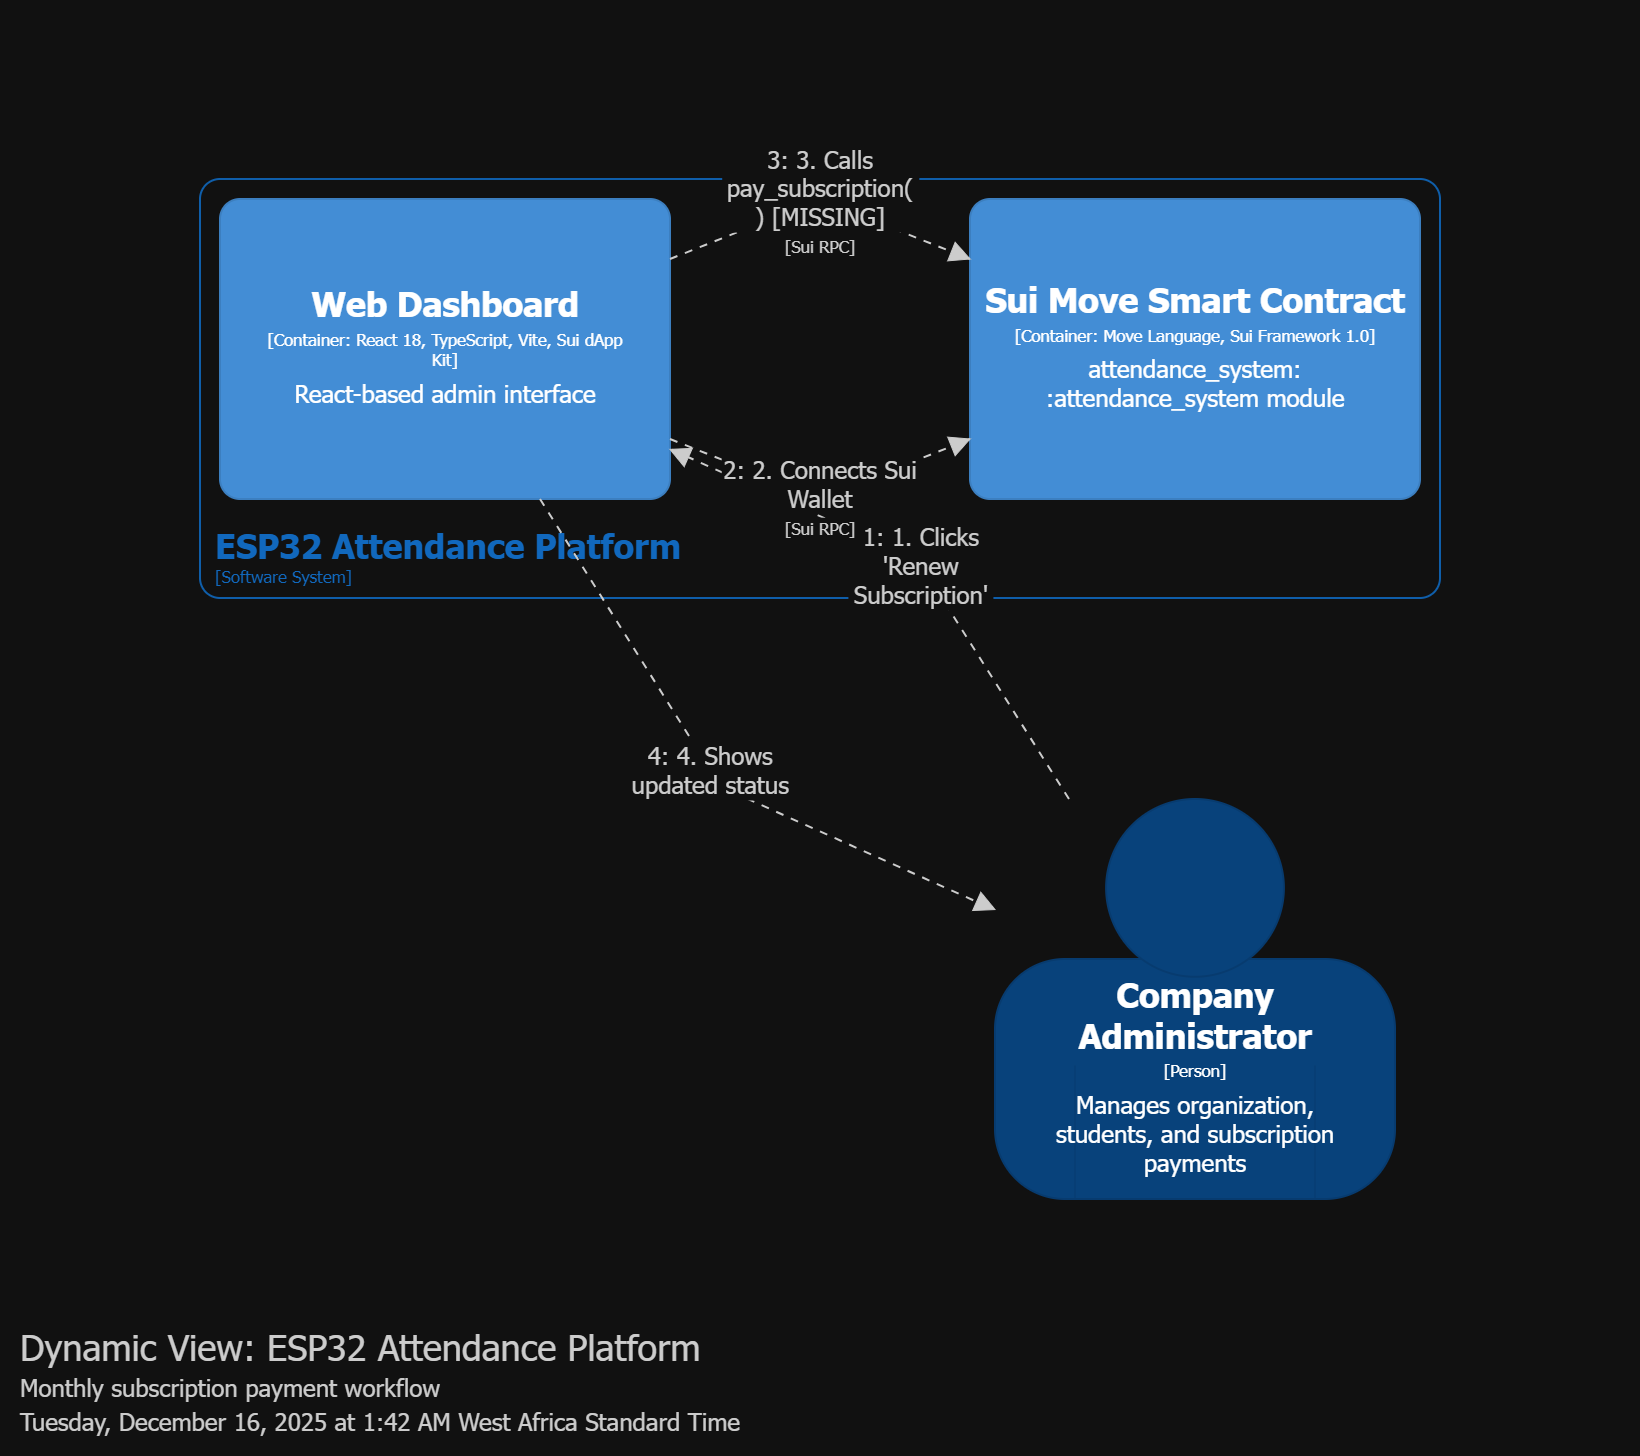 3: 3. Calls
pay_subscription(
) [MISSING]
[Sui RPC]
Web Dashboard
[Container: React 18, TypeScript, Vite, Sui dApp
Kit]
React-based admin interface
Sui Move Smart Contract
[Container: Move Language, Sui Framework 1.0]
attendance_system:
:attendance_system module
2: 2. Connects Sui
Wallet
[Sui RPC]
1: 1. Clicks
'Renew
Subscription'
ESP32 Attendance Platform
[Software System]
4: 4. Shows
updated status
Company
Administrator
[Person]
Manages organization,
students, and subscription
payments
Dynamic View: ESP32 Attendance Platform
Monthly subscription payment workflow
Tuesday, December 16, 2025 at 1:42 AM West Africa Standard Time